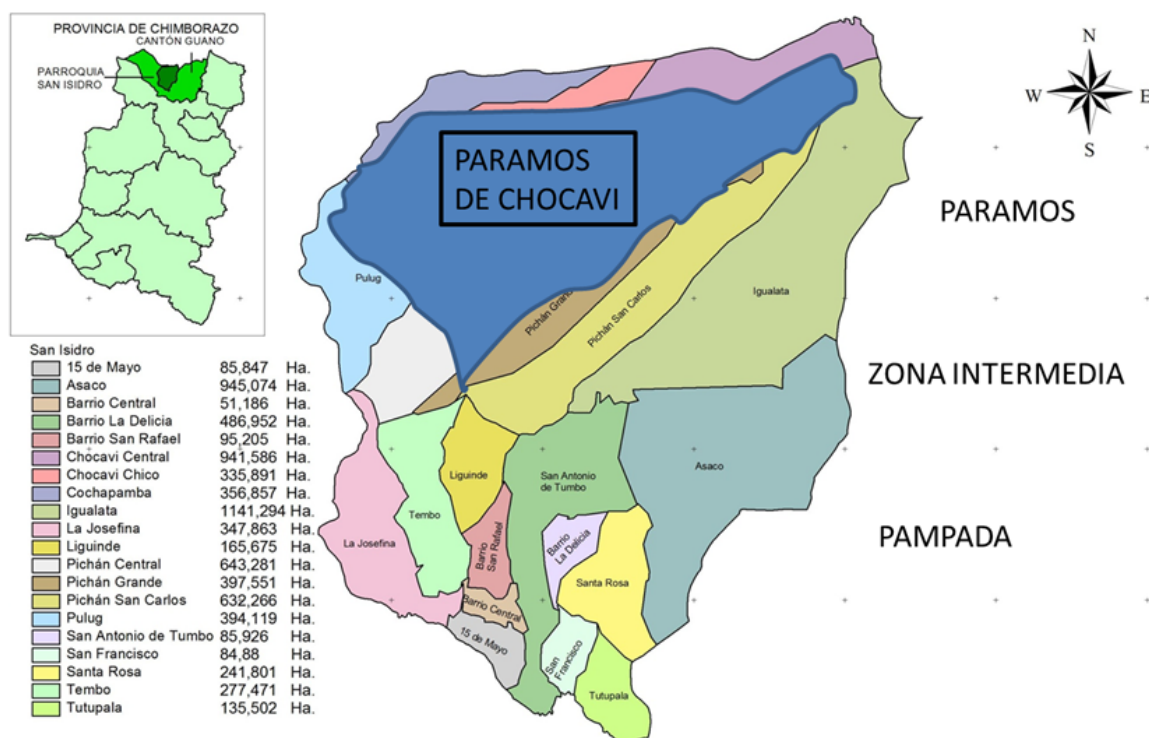 PROVINCIA DE CHIMBORAZO
CANTÓN GUANO
PARROQUIA
SAN ISIDRO
N
W E
S
PARAMOS
DE CHOCAVI
PARAMOS
Pulug
Pichán Grande
Pichán San Carlos
Igualata
ZONA INTERMEDIA
Liguinde
San Antonio
de Tumbo
Asaco
Tembo
La Josefina
Barrio
San Rafael
Barrio
La Delicia
Santa Rosa
PAMPADA
Barrio Central
15 de Mayo
San
Francisco
Tutupala
San Isidro
15 de Mayo 85,847 Ha.
Asaco 945,074 Ha.
Barrio Central 51,186 Ha.
Barrio La Delicia 486,952 Ha.
Barrio San Rafael 95,205 Ha.
Chocavi Central 941,586 Ha.
Chocavi Chico 335,891 Ha.
Cochapamba 356,857 Ha.
Igualata 1141,294 Ha.
La Josefina 347,863 Ha.
Liguinde 165,675 Ha.
Pichán Central 643,281 Ha.
Pichán Grande 397,551 Ha.
Pichán San Carlos 632,266 Ha.
Pulug 394,119 Ha.
San Antonio de Tumbo 85,926 Ha.
San Francisco 84,88 Ha.
Santa Rosa 241,801 Ha.
Tembo 277,471 Ha.
Tutupala 135,502 Ha.